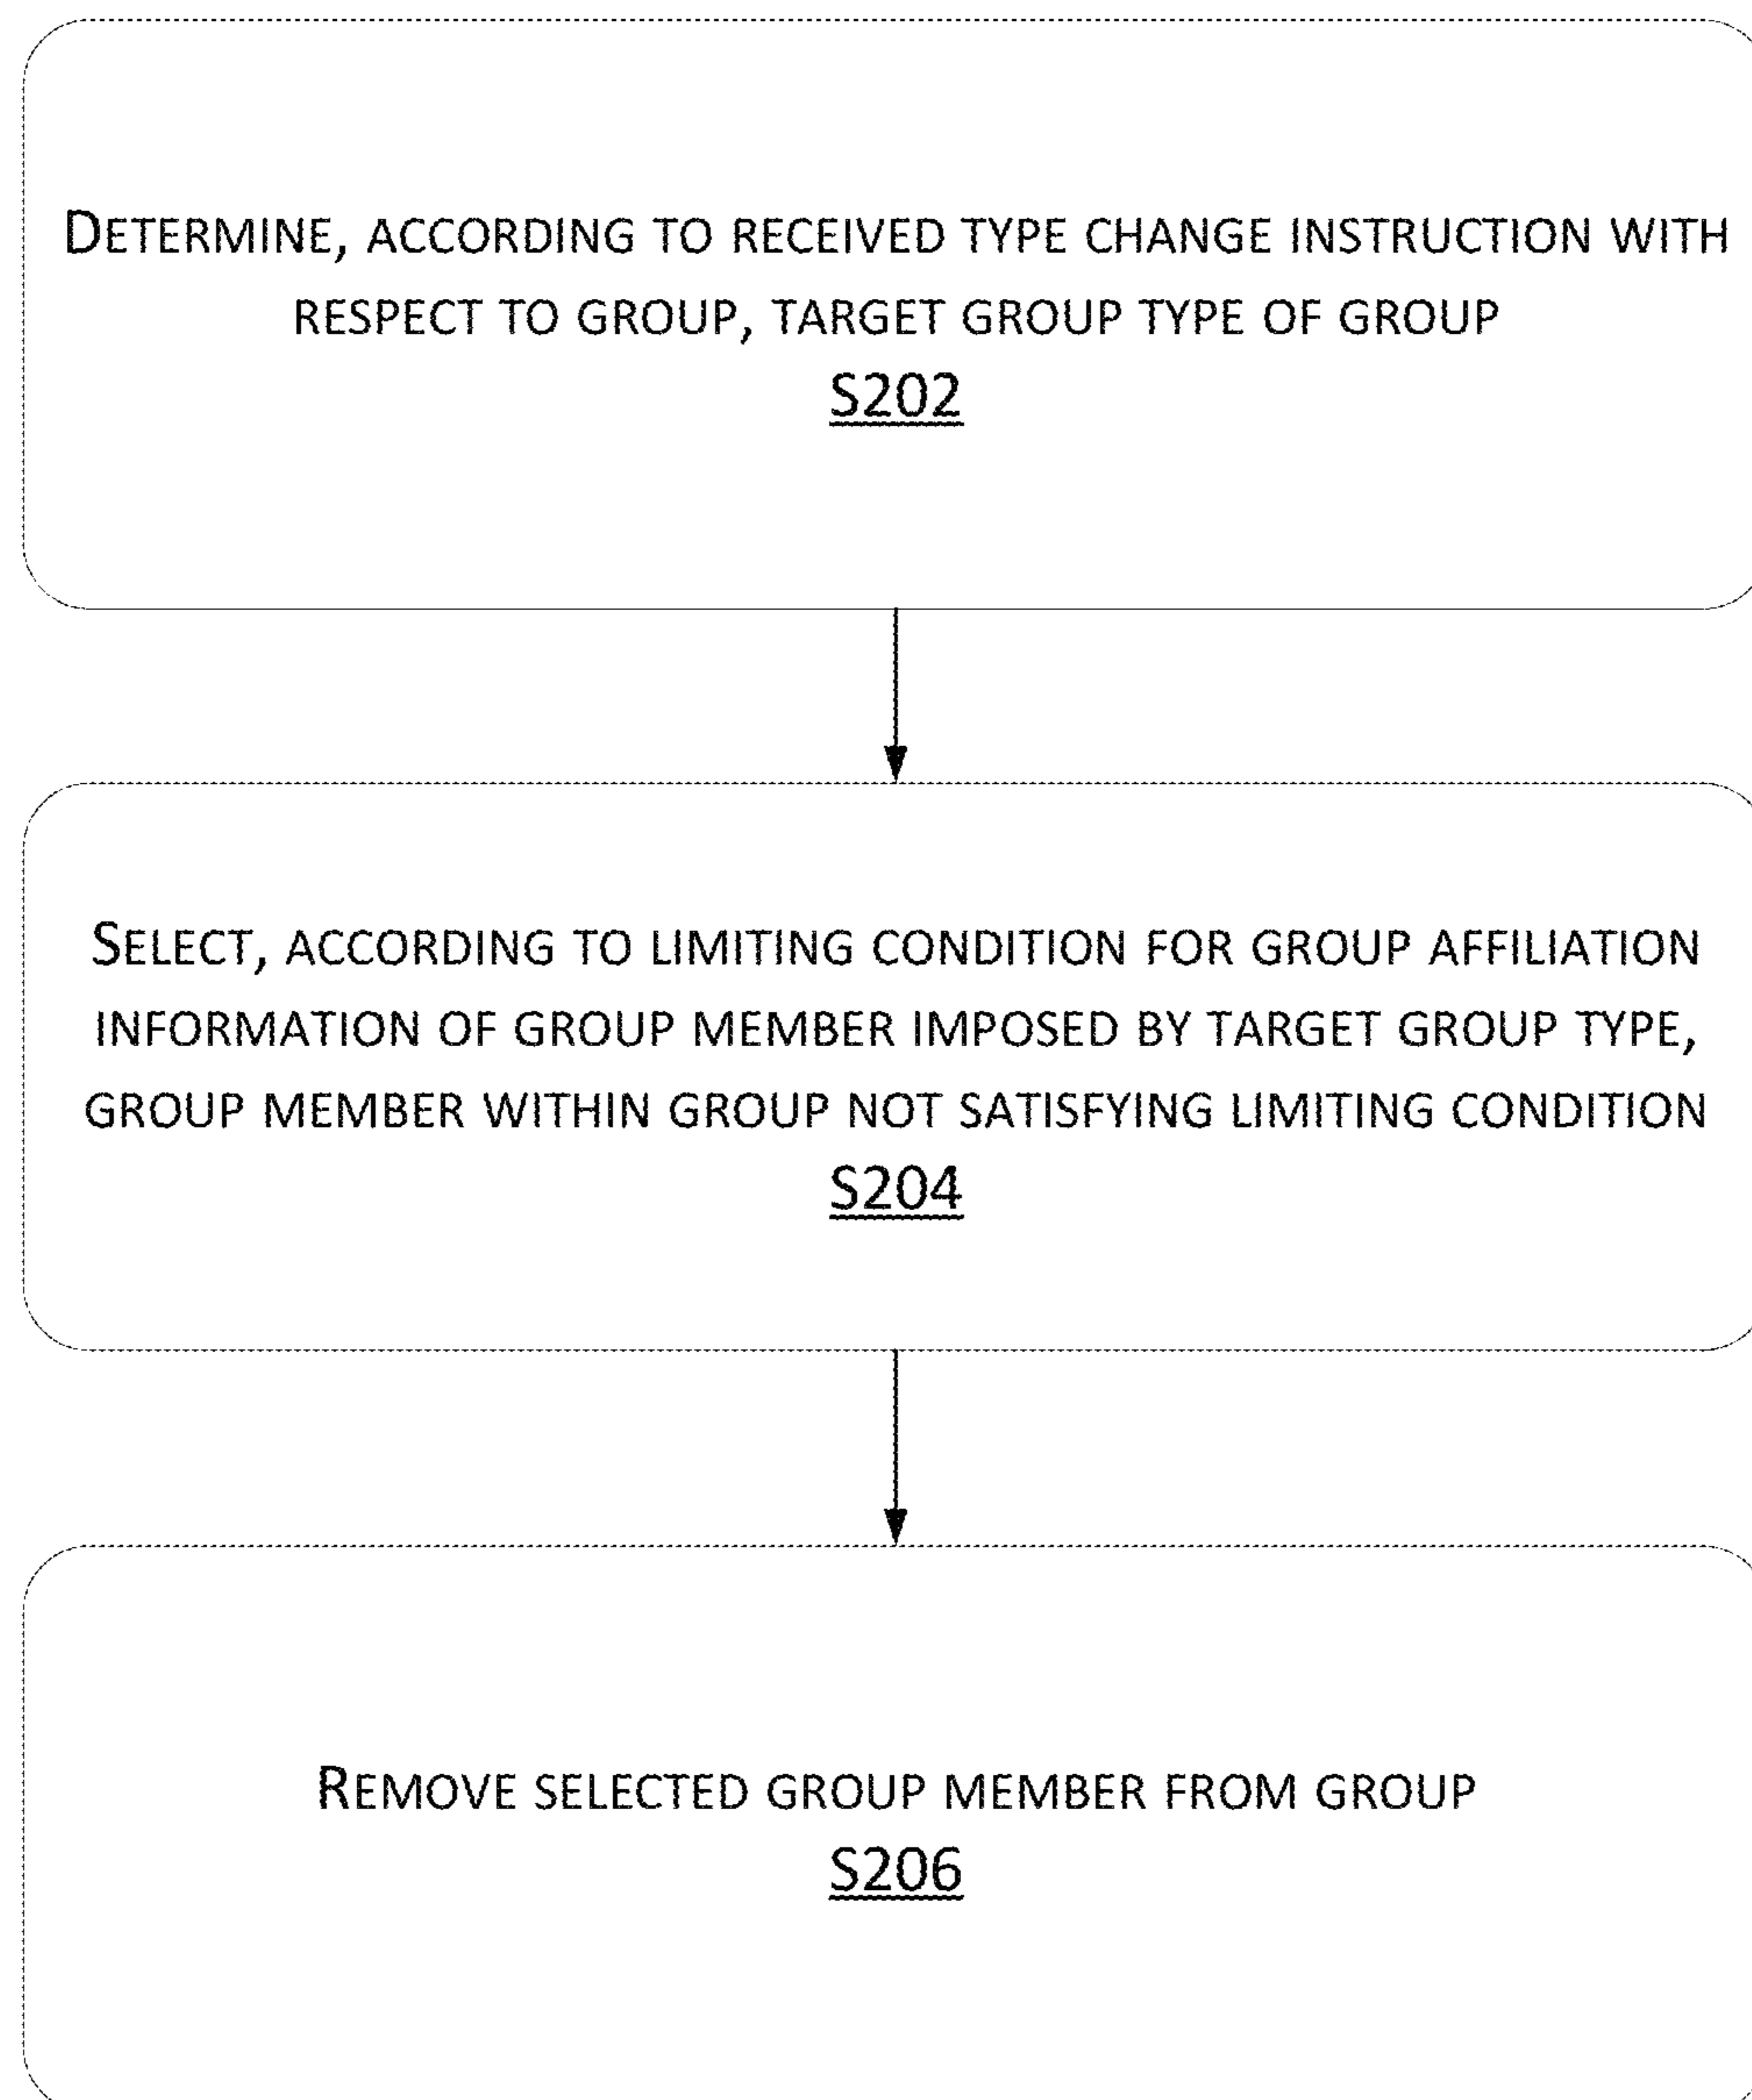 DETERMINE, ACCORDING TO RECEIVED TYPE CHANGE INSTRUCTION WITH
RESPECT TO GROUP, TARGET GROUP TYPE OF GROUP
S202
SELECT, ACCORDING TO LIMITING CONDITION FOR GROUP AFFILIATION
INFORMATION OF GROUP MEMBER IMPOSED BY TARGET GROUP TYPE,
GROUP MEMBER WITHIN GROUP NOT SATISFYING LIMITING CONDITION
S204
REMOVE SELECTED GROUP MEMBER FROM GROUP
S206